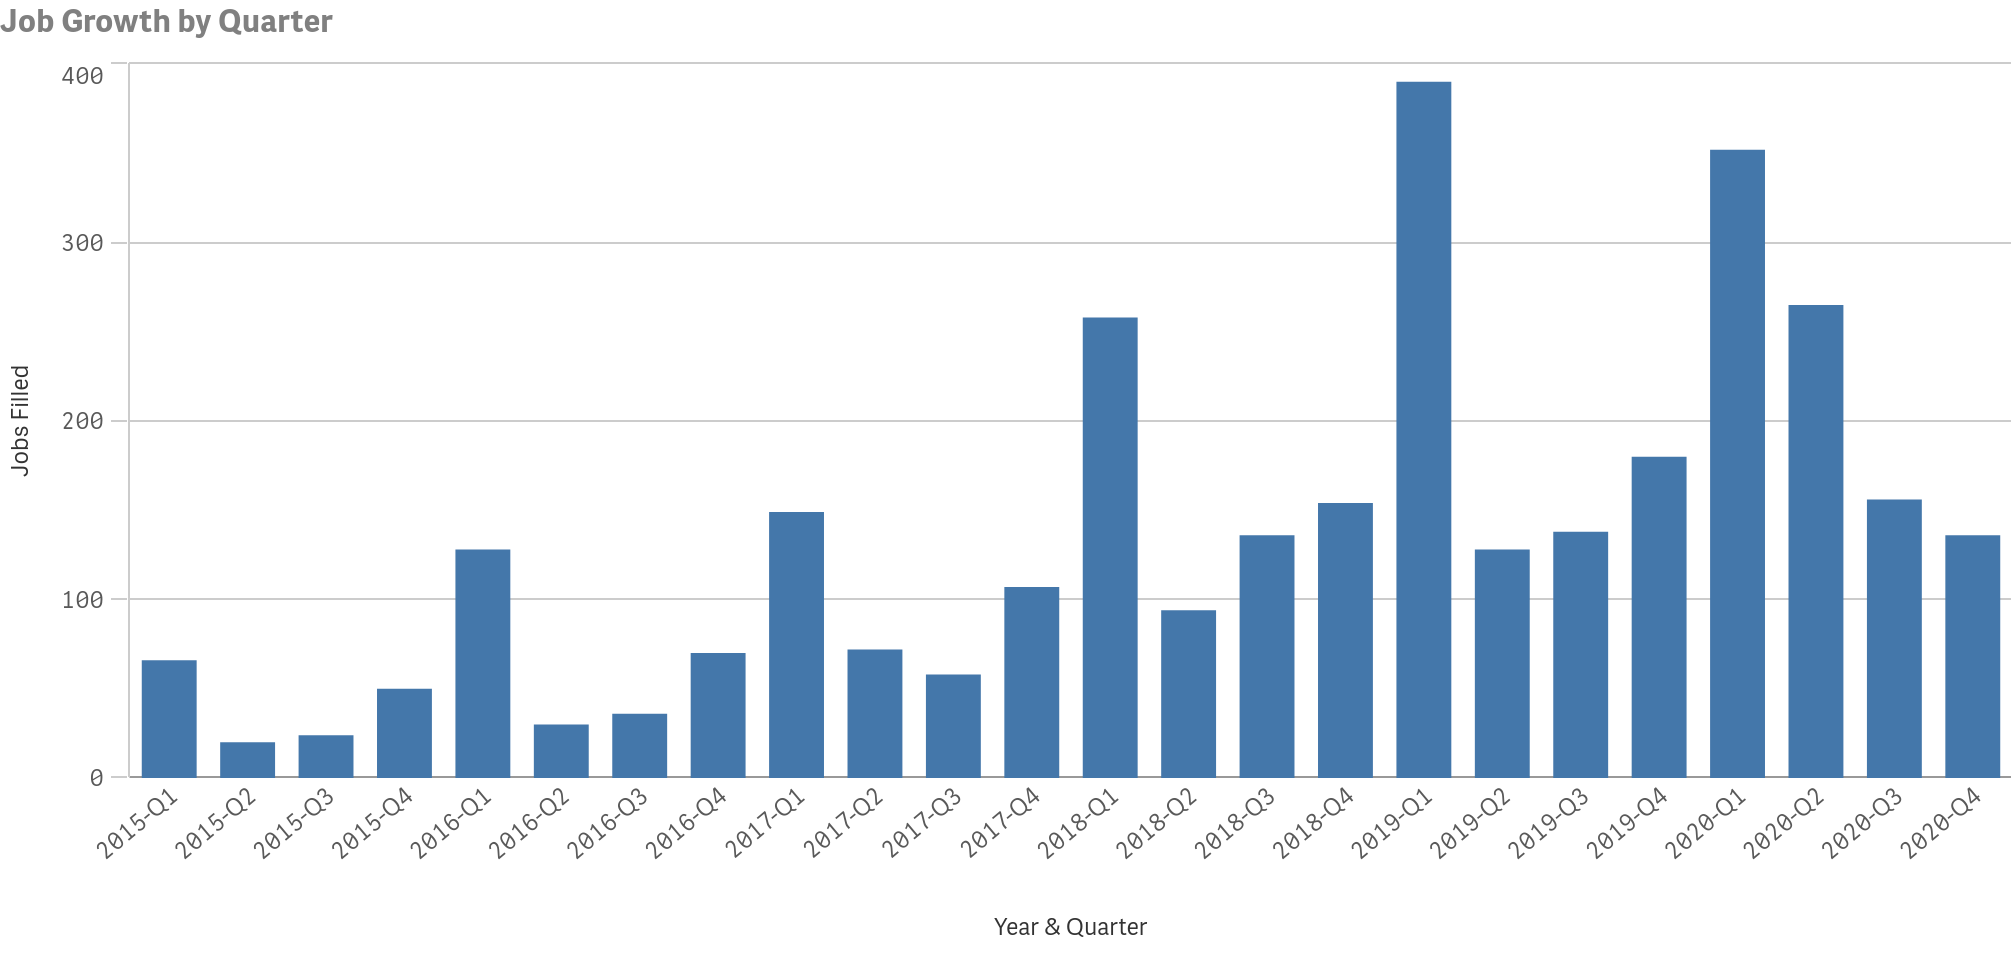 Job Growth by Quarter
400
300
200
100
0
Jobs Filled
2015-Q1
2015-Q2
2015-Q3
2015-Q4
2016-Q1
2016-Q2
2016-Q3
2016-Q4
2017-Q1
2017-Q2
2017-Q3
2017-Q4
2018-Q1
2018-Q2
2018-Q3
2018-Q4
2019-Q1
2019-Q2
2019-Q3
2019-Q4
2020-Q1
2020-Q2
2020-Q3
2020-Q4
Year & Quarter